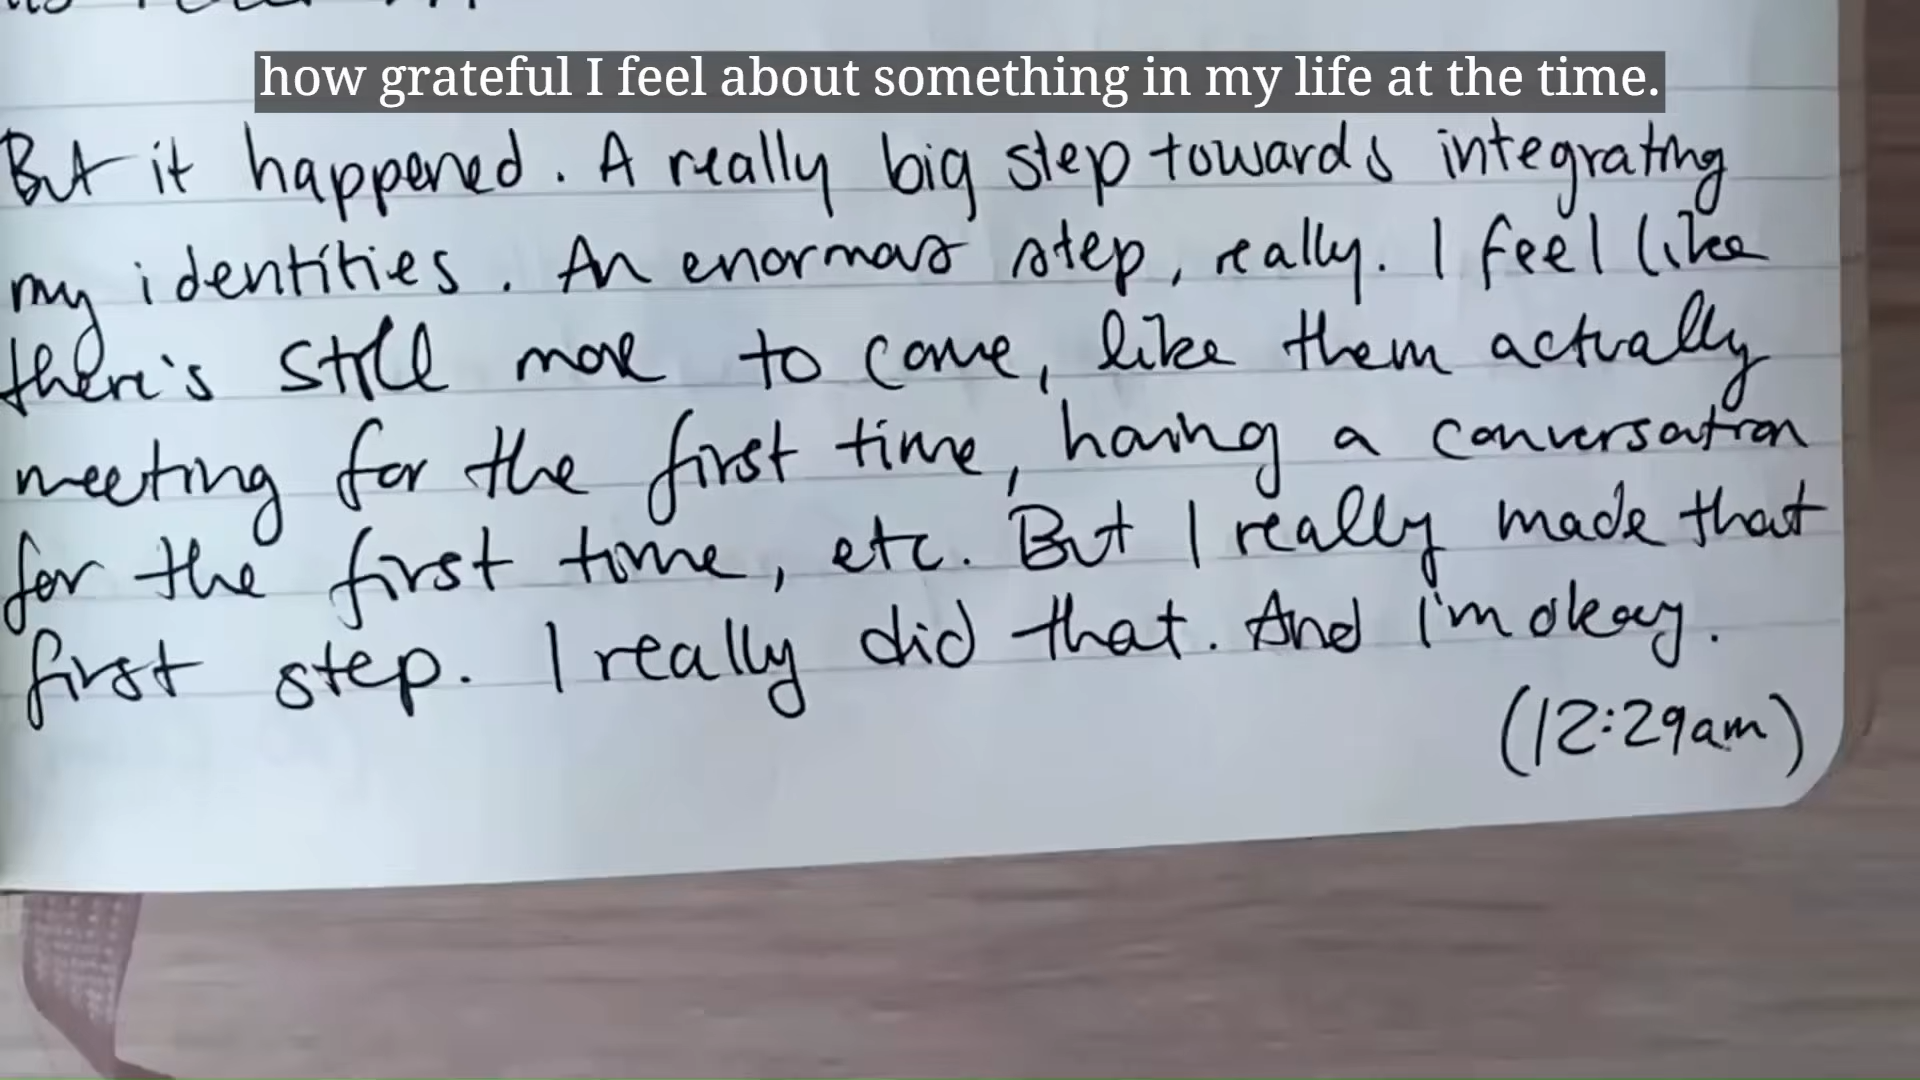 how grateful I feel about something in my life at the time.
But it happened. A really big step towards integrating
my identities. An enormous step, really. I feel like
there's still more to come, like them actually
meeting for the first time, having a conversation
for the first time, etc. But I really made that
first step. I really did that. And I'm okay.
(12:29am)